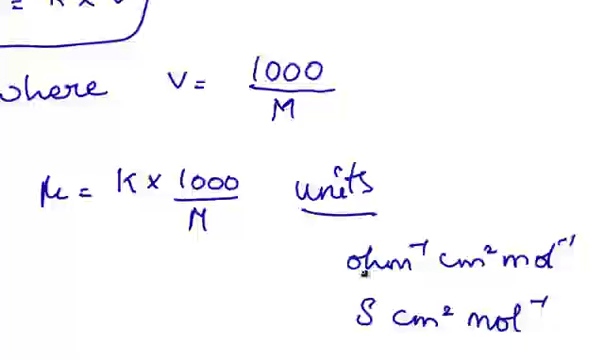 = K × V
where V = 1000/M
μ = K × 1000/M units
ohm⁻¹ cm² mol⁻¹
S cm² mol⁻¹